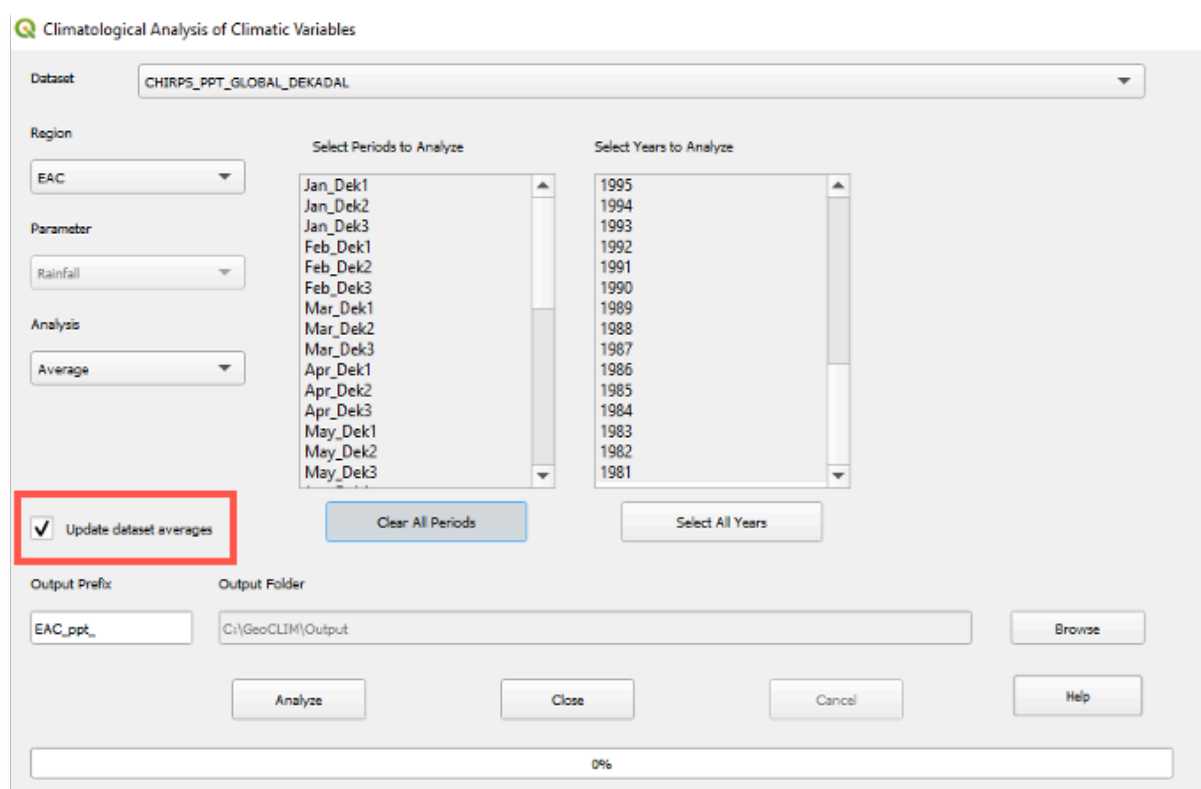 Climatological Analysis of Climatic Variables
Dataset
CHIRPS_PPT_GLOBAL_DEKADAL
Region
EAC
Parameter
Rainfall
Analysis
Average
Select Periods to Analyze
Jan_Dek1
Jan_Dek2
Jan_Dek3
Feb_Dek1
Feb_Dek2
Feb_Dek3
Mar_Dek1
Mar_Dek2
Mar_Dek3
Apr_Dek1
Apr_Dek2
Apr_Dek3
May_Dek1
May_Dek2
May_Dek3
Clear All Periods
Select Years to Analyze
1995
1994
1993
1992
1991
1990
1989
1988
1987
1986
1985
1984
1983
1982
1981
Select All Years
Update dataset averages
Output Prefix
EAC_ppt_
Output Folder
C:\GeoCLIM\Output
Browse
Analyze
Close
Cancel
Help
0%